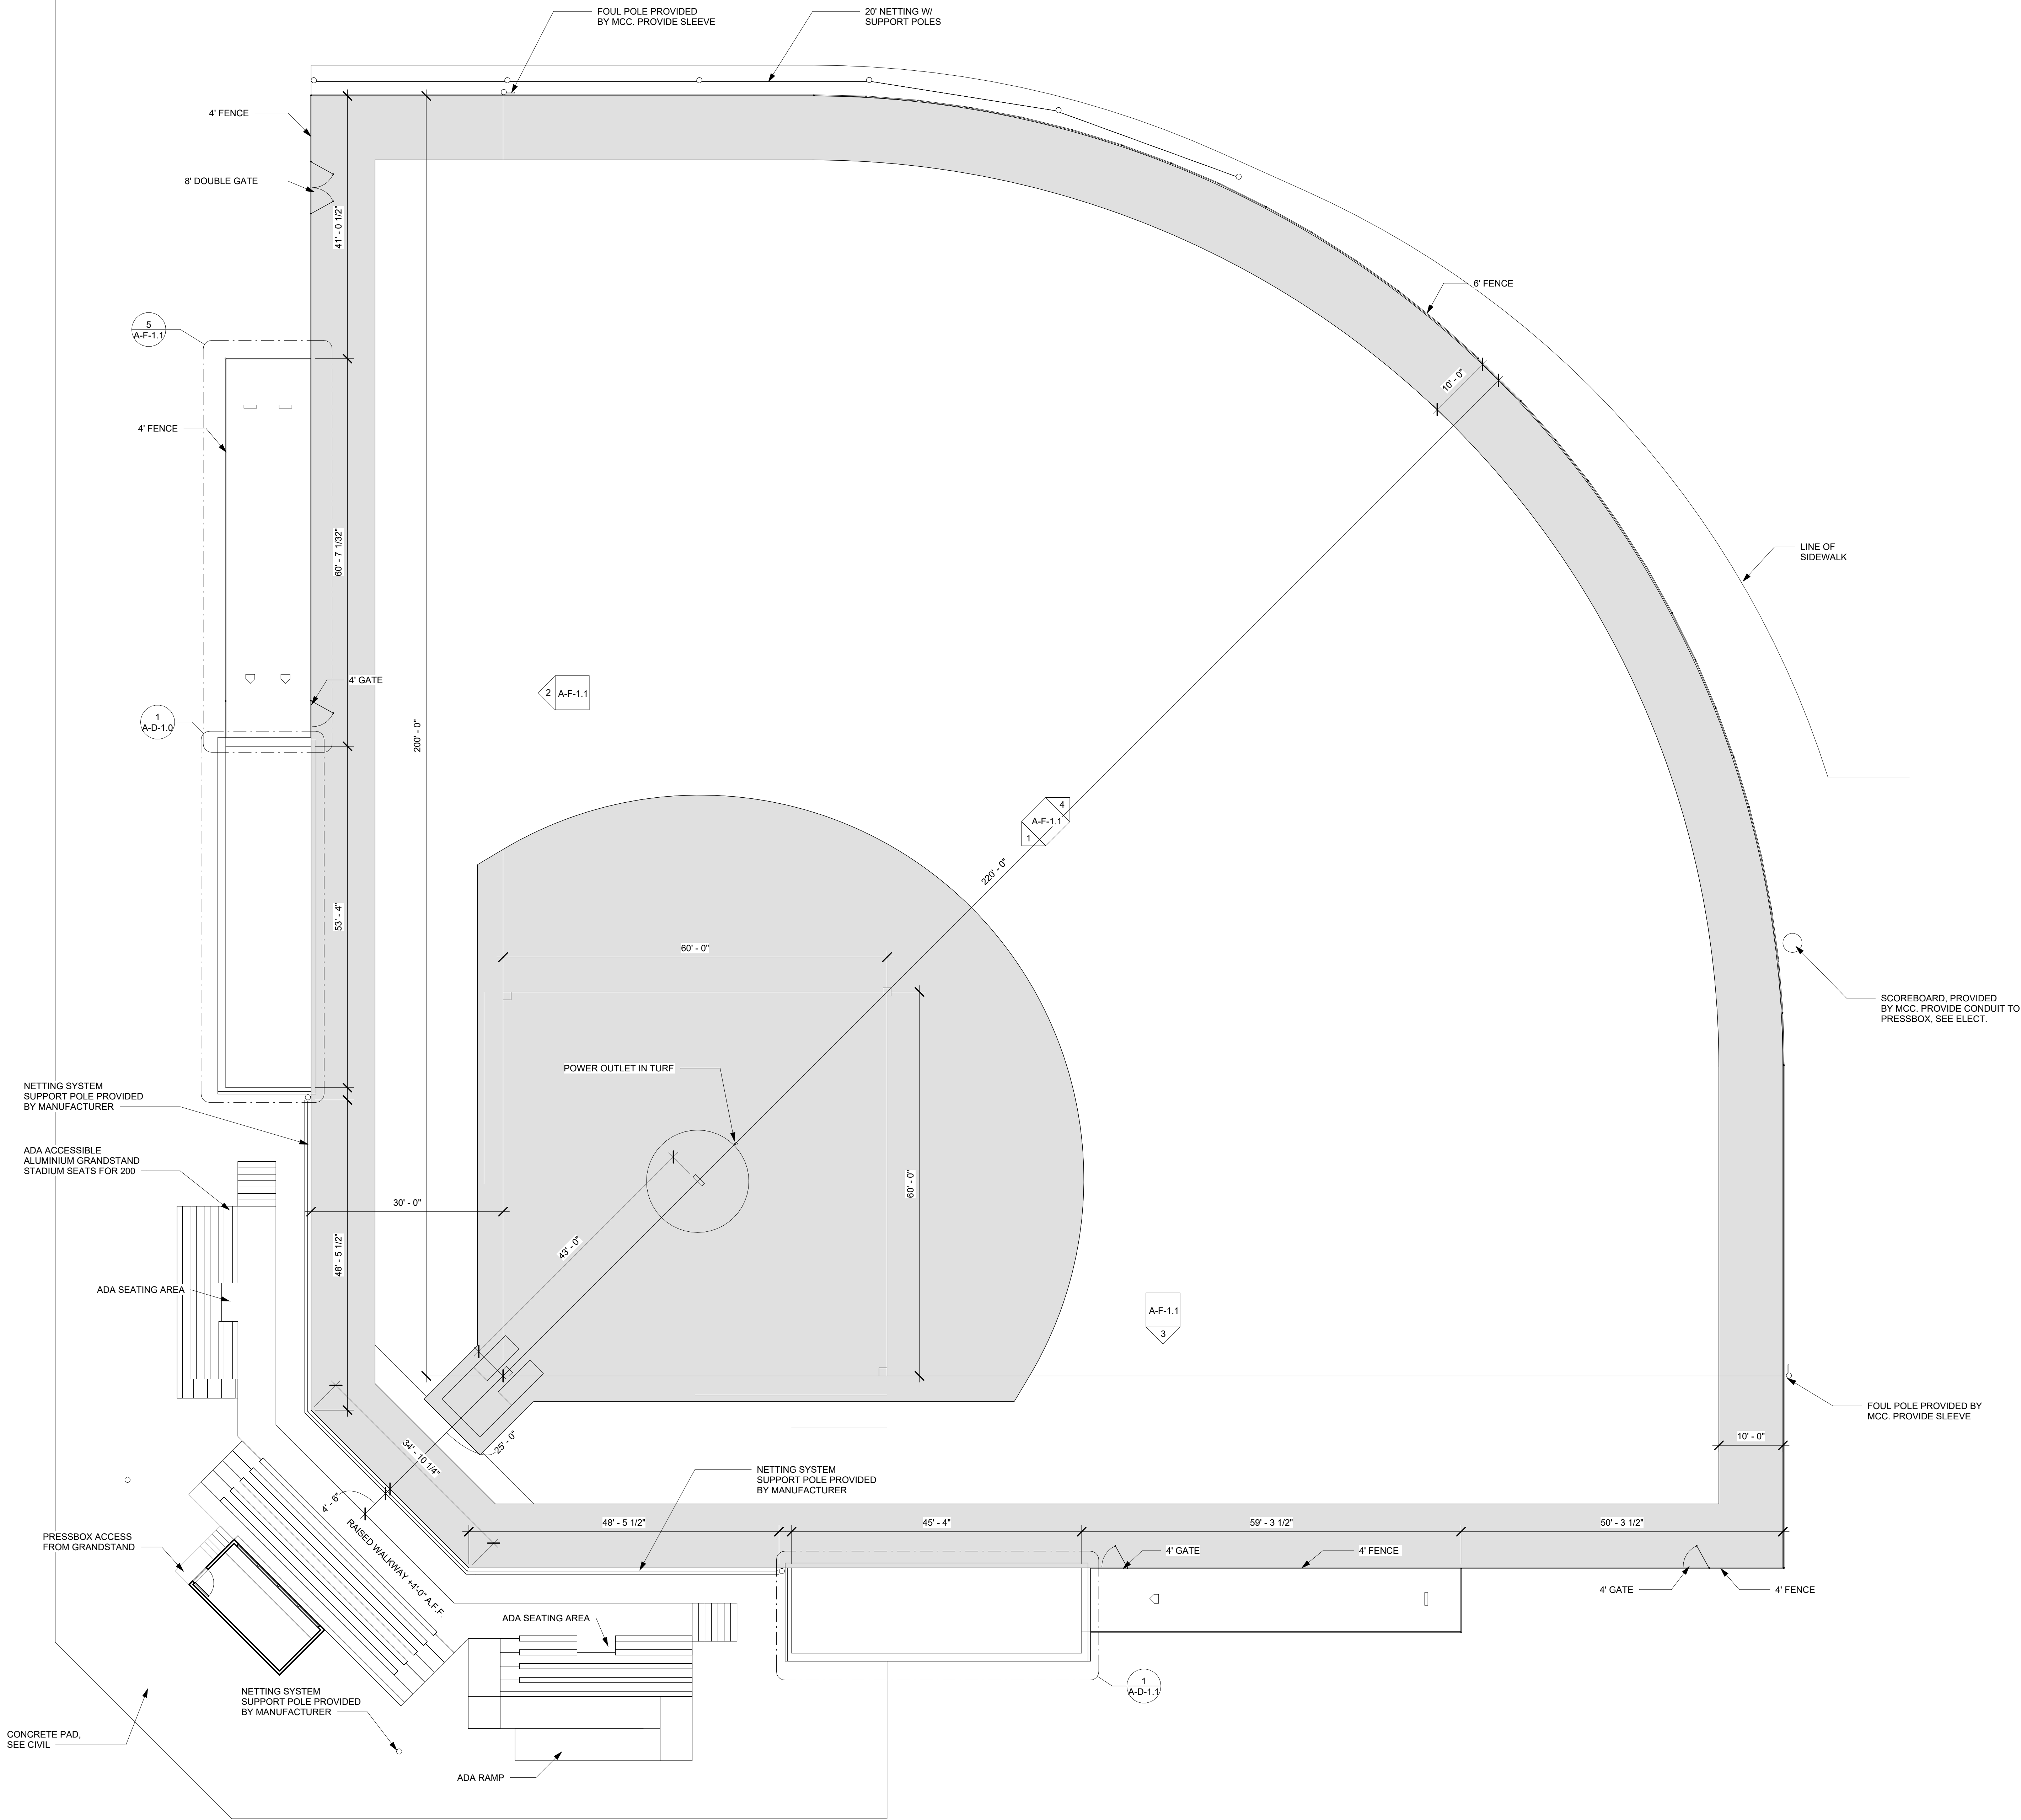 FOUL POLE PROVIDED
BY MCC. PROVIDE SLEEVE
20' NETTING W/
SUPPORT POLES
4' FENCE
8' DOUBLE GATE
41' - 0 1/2"
6' FENCE
5
A-F-1.1
10' - 0"
4' FENCE
60' - 7 1/32"
LINE OF
SIDEWALK
4' GATE
2
A-F-1.1
1
A-D-1.0
200' - 0"
4
A-F-1.1
1
220' - 0"
53' - 4"
60' - 0"
SCOREBOARD, PROVIDED
BY MCC. PROVIDE CONDUIT TO
PRESSBOX, SEE ELECT.
POWER OUTLET IN TURF
NETTING SYSTEM
SUPPORT POLE PROVIDED
BY MANUFACTURER
ADA ACCESSIBLE
ALUMINIUM GRANDSTAND
STADIUM SEATS FOR 200
60' - 0"
30' - 0"
43' - 0"
48' - 5 1/2"
ADA SEATING AREA
A-F-1.1
3
FOUL POLE PROVIDED BY
MCC. PROVIDE SLEEVE
25' - 0"
34' - 10 1/4"
10' - 0"
NETTING SYSTEM
SUPPORT POLE PROVIDED
BY MANUFACTURER
4' - 6"
RAISED WALKWAY +4'-0" A.F.F.
48' - 5 1/2"
45' - 4"
59' - 3 1/2"
50' - 3 1/2"
PRESSBOX ACCESS
FROM GRANDSTAND
4' GATE
4' FENCE
4' GATE
4' FENCE
ADA SEATING AREA
1
A-D-1.1
NETTING SYSTEM
SUPPORT POLE PROVIDED
BY MANUFACTURER
CONCRETE PAD,
SEE CIVIL
ADA RAMP